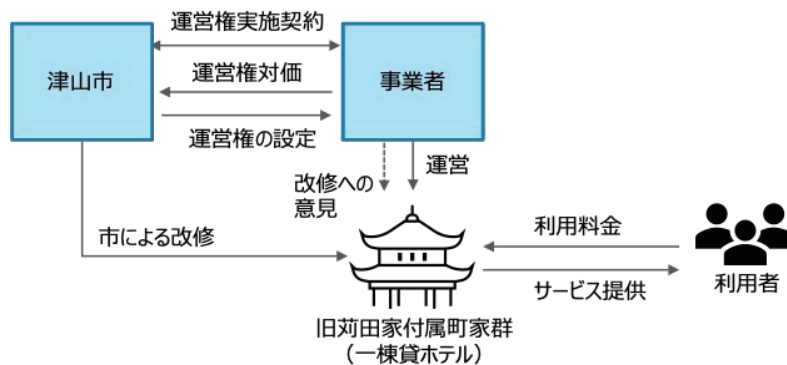 運営権実施契約
津山市
事業者
運営権対価
運営権の設定
改修への
意見
運営
市による改修
利用料金
サービス提供
利用者
旧苅田家付属町家群
（一棟貸ホテル）